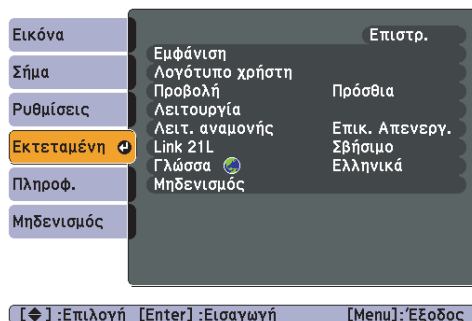 Εικόνα
Σήμα
Ρυθμίσεις
Εκτεταμένη
Πληροφ.
Μηδενισμός
Επιστρ.
Εμφάνιση
Λογότυπο χρήστη
Προβολή Πρόσθια
Λειτουργία
Λειτ. αναμονής Επικ. Απενεργ.
Link 21L Σβήσιμο
Γλώσσα Ελληνικά
Μηδενισμός
[◆] :Επιλογή [Enter] :Εισαγωγή [Menu]:Έξοδος